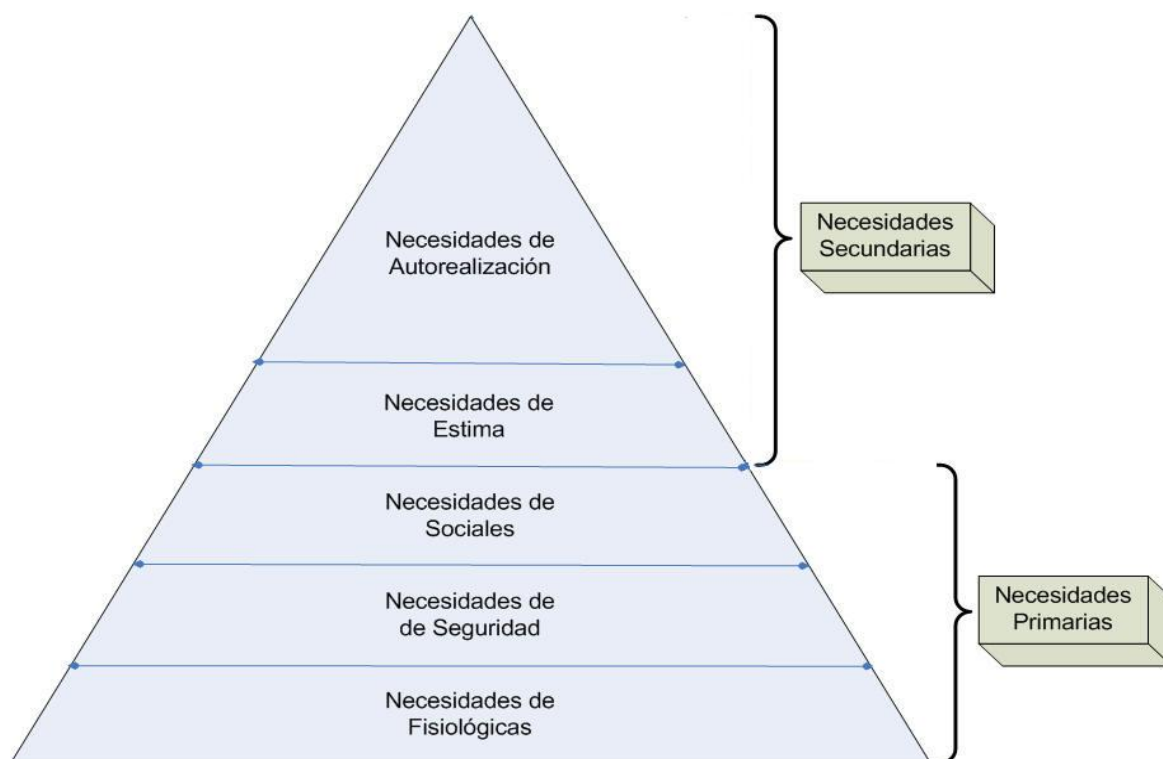 Necesidades de
Autorealización
Necesidades
Secundarias
Necesidades de
Estima
Necesidades de
Sociales
Necesidades de
de Seguridad
Necesidades
Primarias
Necesidades de
Fisiológicas